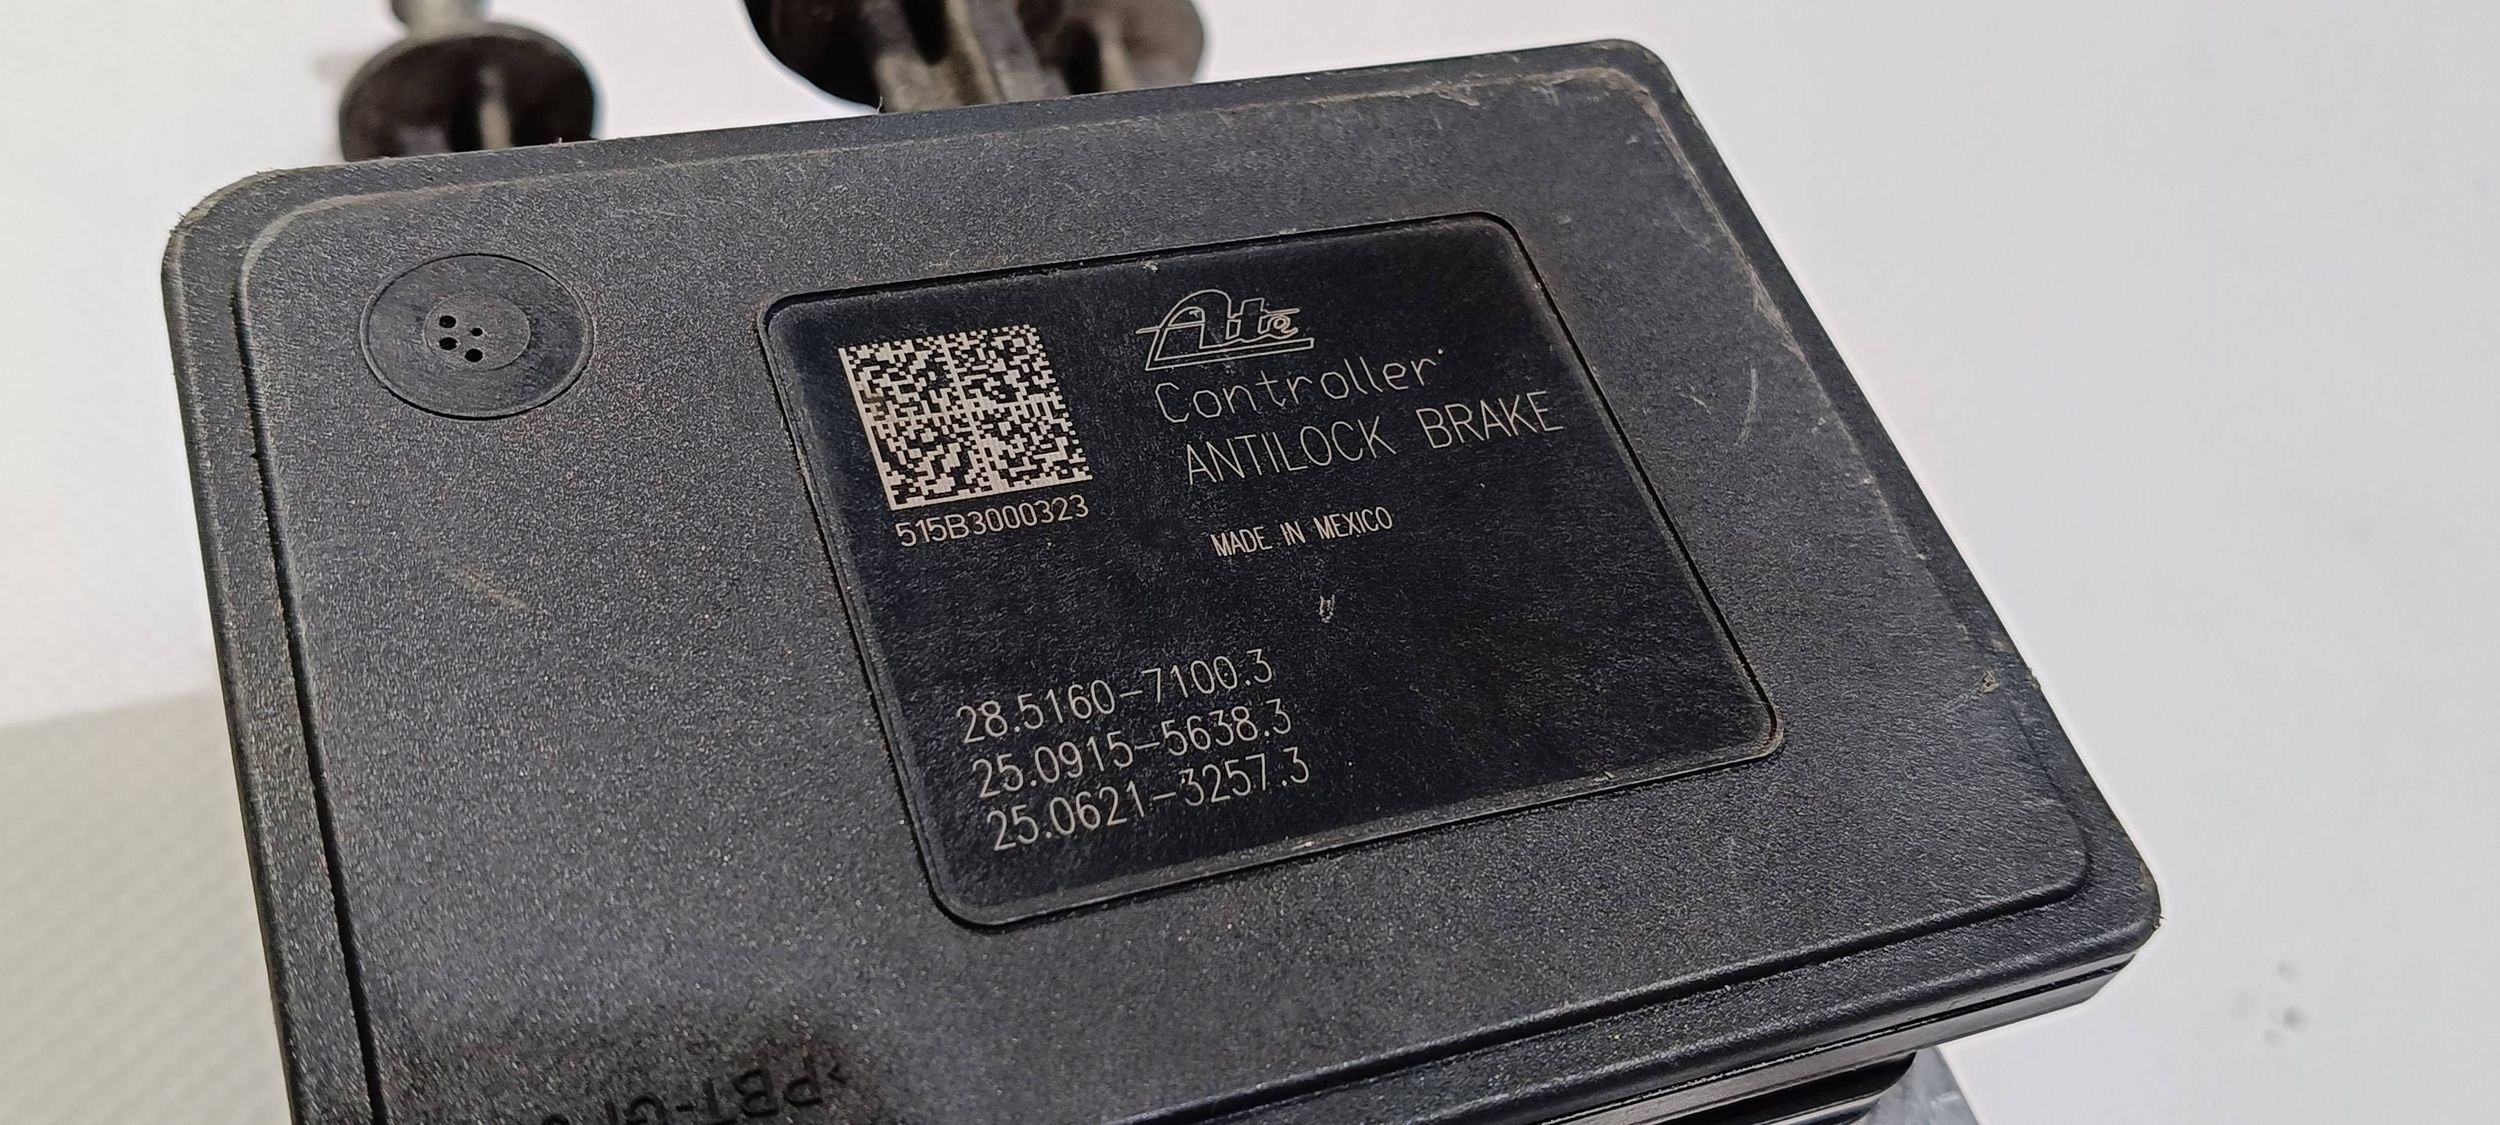 Ate
Controller
ANTILOCK BRAKE
515B3000323
MADE IN MEXICO
28.5160-7100.3
25.0915-5638.3
25.0621-3257.3